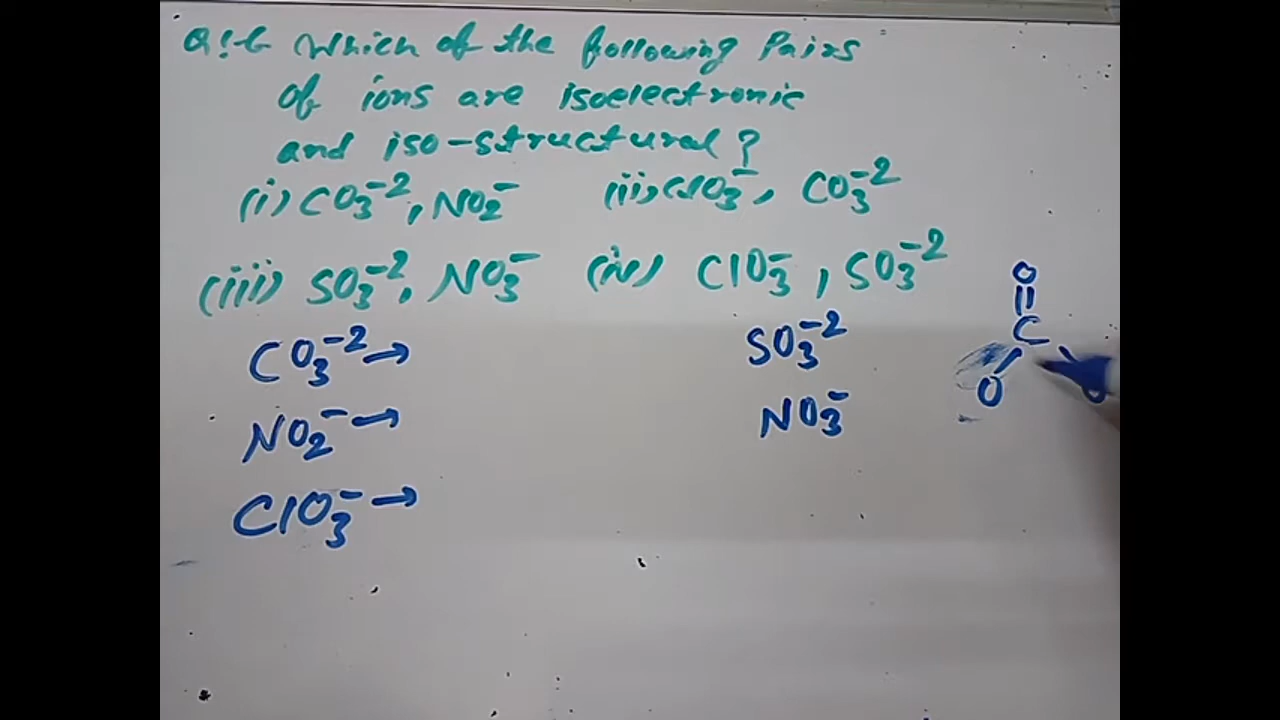 Q:6 Which of the following Pairs
of ions are isoelectronic
and iso-structural?
(i) CO₃⁻², NO₂⁻ (ii) ClO₃⁻, CO₃⁻²
(iii) SO₃⁻², NO₃⁻ (iv) ClO₃⁻, SO₃⁻²
CO₃⁻² →
NO₂⁻ →
ClO₃⁻ →
SO₃⁻²
NO₃⁻
O
C
O O